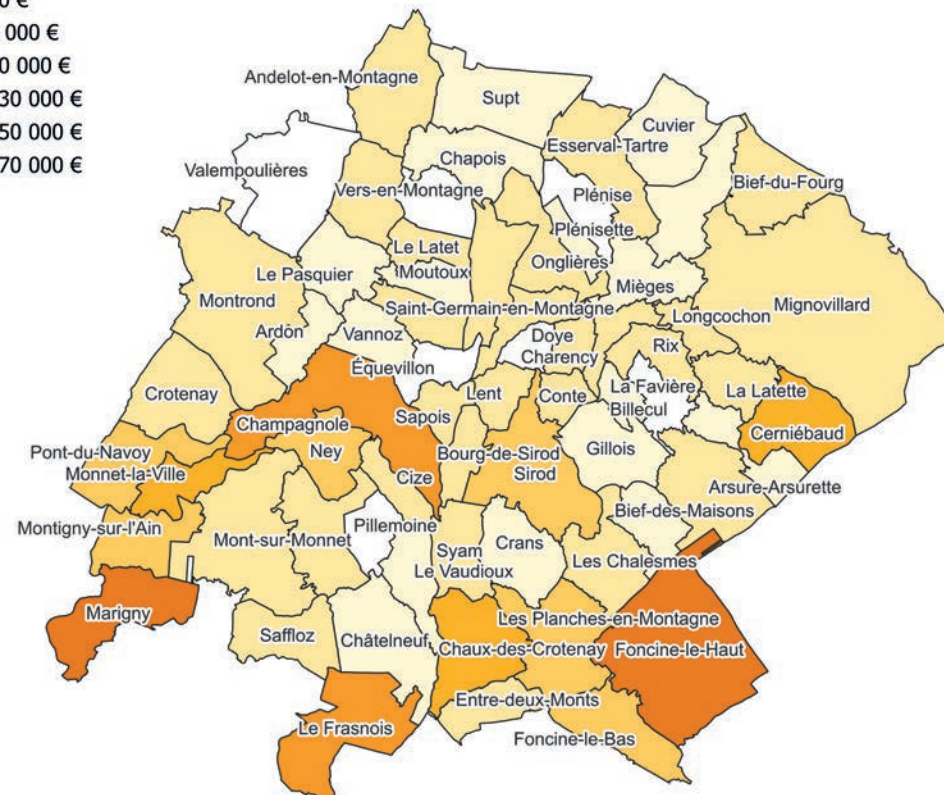 0 €
000 €
0 000 €
30 000 €
50 000 €
70 000 €
Andelot-en-Montagne
Supt
Cuvier
Esserval-Tartre
Chapois
Valempoulières
Vers-en-Montagne
Bief-du-Fourg
Plénise
Plénisette
Le Latet
Le Pasquier
Moutoux
Onglières
Mièges
Montrond
Saint-Germain-en-Montagne
Longcochon
Mignovillard
Ardon
Vannoz
Doye
Charency
Rix
Équevillon
Crotenay
Lent
Conte
La Favière
Billecul
La Latette
Champagnole
Sapois
Cerniébaud
Pont-du-Navoy
Ney
Bourg-de-Sirod
Gillois
Monnet-la-Ville
Cize
Sirod
Arsure-Arsurette
Montigny-sur-l'Ain
Pillemoine
Bief-des-Maisons
Mont-sur-Monnet
Syam
Crans
Les Chalesmes
Le Vaudioux
Marigny
Les Planches-en-Montagne
Saffloz
Châtelneuf
Chaux-des-Crotenay
Foncine-le-Haut
Entre-deux-Monts
Le Frasnois
Foncine-le-Bas